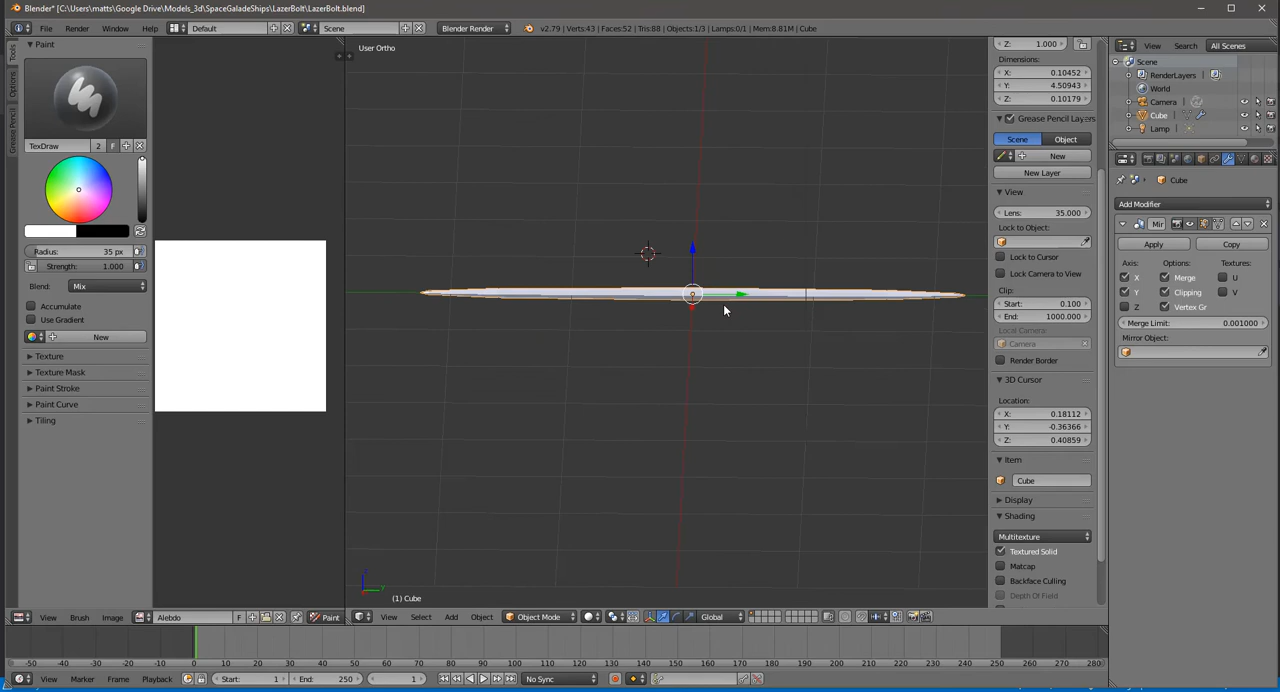 Blender* [C:\Users\matts\Google Drive\Models_3d\SpaceGaladeShips\LazerBolt\LazerBolt.blend]
File Render Window Help Default Scene Blender Render v2.79 | Verts:43 | Faces:52 | Tris:88 | Objects:1/3 | Lamps:0/1 | Mem:8.81M | Cube
Tools
Options
Grease Pencil
Paint
TexDraw 2 F
Radius: 35 px
Strength: 1.000
Blend: Mix
Accumulate
Use Gradient
New
Texture
Texture Mask
Paint Stroke
Paint Curve
Tiling
User Ortho
(1) Cube
Z: 1.000
Dimensions:
X: 0.10452
Y: 4.50943
Z: 0.10179
Grease Pencil Layers
Scene Object
New
New Layer
View
Lens: 35.000
Lock to Object:
Lock to Cursor
Lock Camera to View
Clip:
Start: 0.100
End: 1000.000
Local Camera:
Camera
Render Border
3D Cursor
Location:
X: 0.18112
Y: -0.36366
Z: 0.40859
Item
Cube
Display
Shading
Multitexture
Textured Solid
Matcap
Backface Culling
Depth Of Field
View Search All Scenes
Scene
RenderLayers
World
Camera
Cube
Lamp
Cube
Add Modifier
Mir
Apply Copy
Axis: Options: Textures:
X Merge U
Y Clipping V
Z Vertex Gr
Merge Limit: 0.001000
Mirror Object:
View Brush Image Alebdo F Paint
View Select Add Object Object Mode Global
-50 -40 -30 -20 -10 0 10 20 30 40 50 60 70 80 90 100 110 120 130 140 150 160 170 180 190 200 210 220 230 240 250 260 270 280
View Marker Frame Playback Start: 1 End: 250 1 No Sync